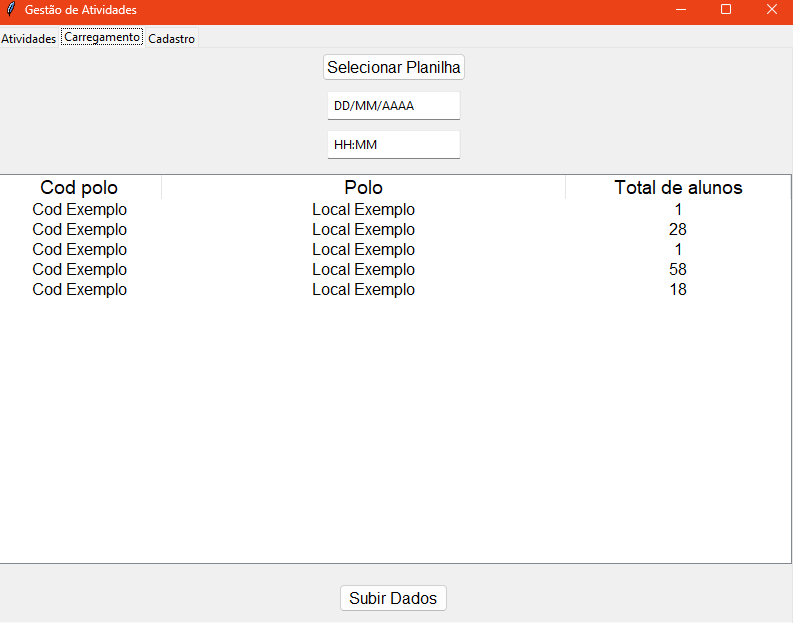 Gestão de Atividades
Atividades Carregamento Cadastro
Selecionar Planilha
DD/MM/AAAA
HH:MM
Cod polo Polo Total de alunos
Cod Exemplo Local Exemplo 1
Cod Exemplo Local Exemplo 28
Cod Exemplo Local Exemplo 1
Cod Exemplo Local Exemplo 58
Cod Exemplo Local Exemplo 18
Subir Dados